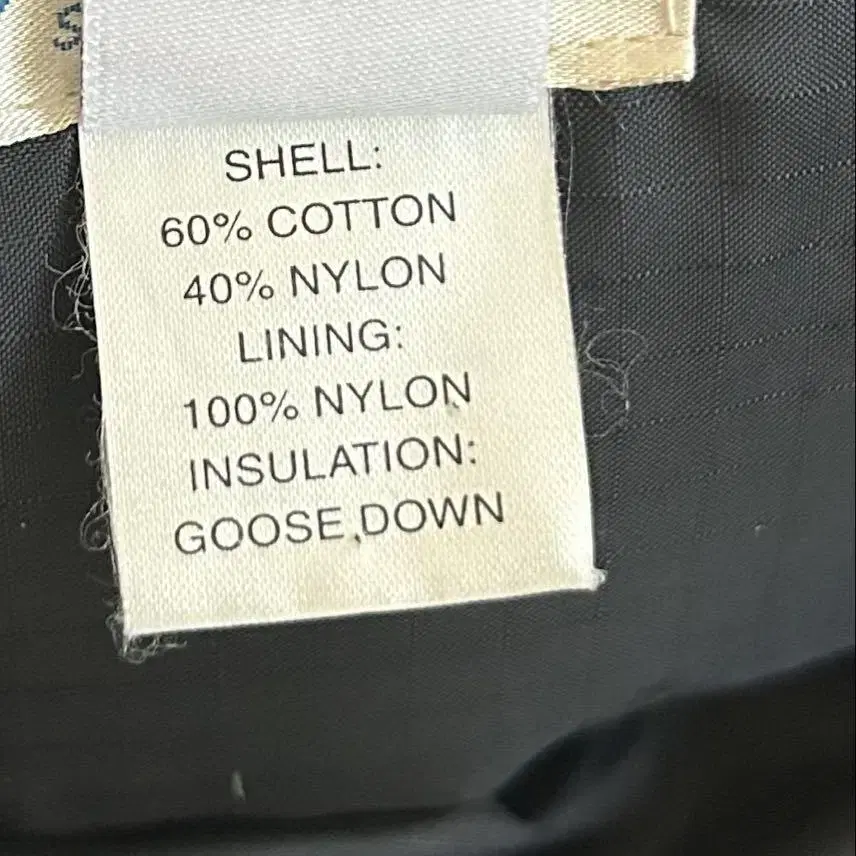 SHELL:
60% COTTON
40% NYLON
LINING:
100% NYLON
INSULATION:
GOOSE,DOWN